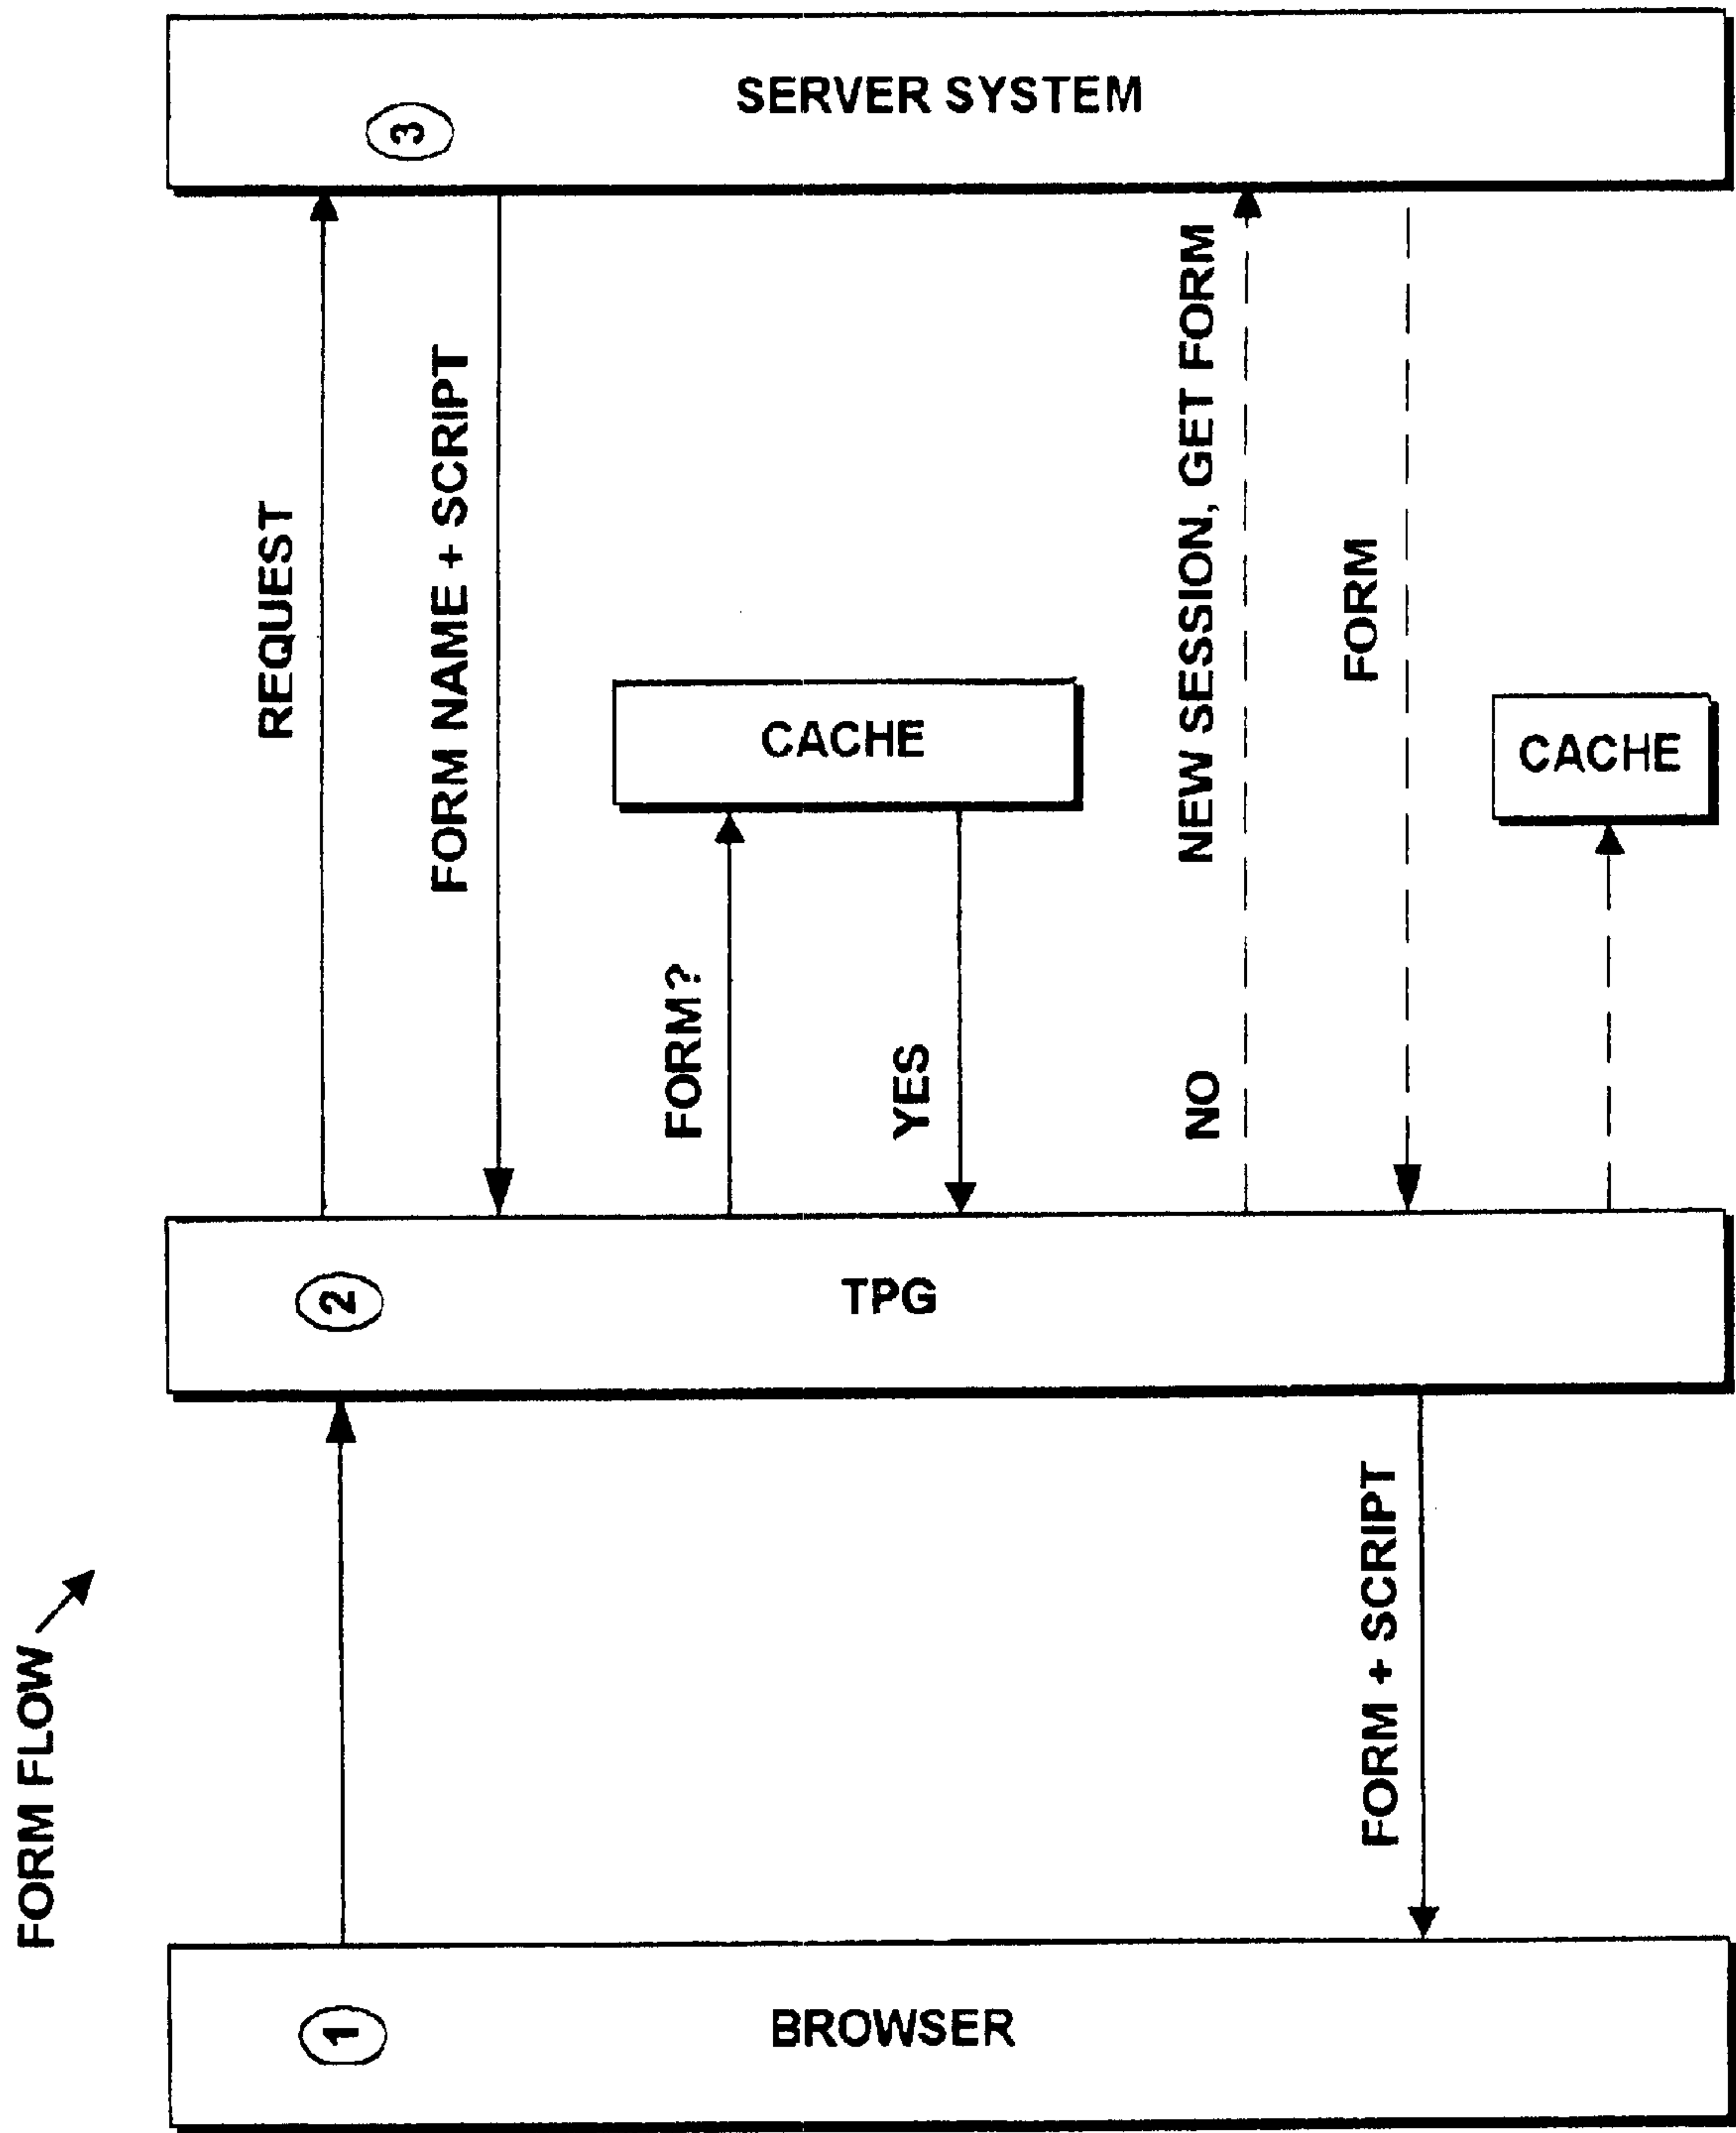 FORM FLOW
1
BROWSER
2
TPG
3
SERVER SYSTEM
REQUEST
FORM NAME + SCRIPT
FORM?
CACHE
YES
NO
NEW SESSION, GET FORM
FORM
CACHE
FORM + SCRIPT